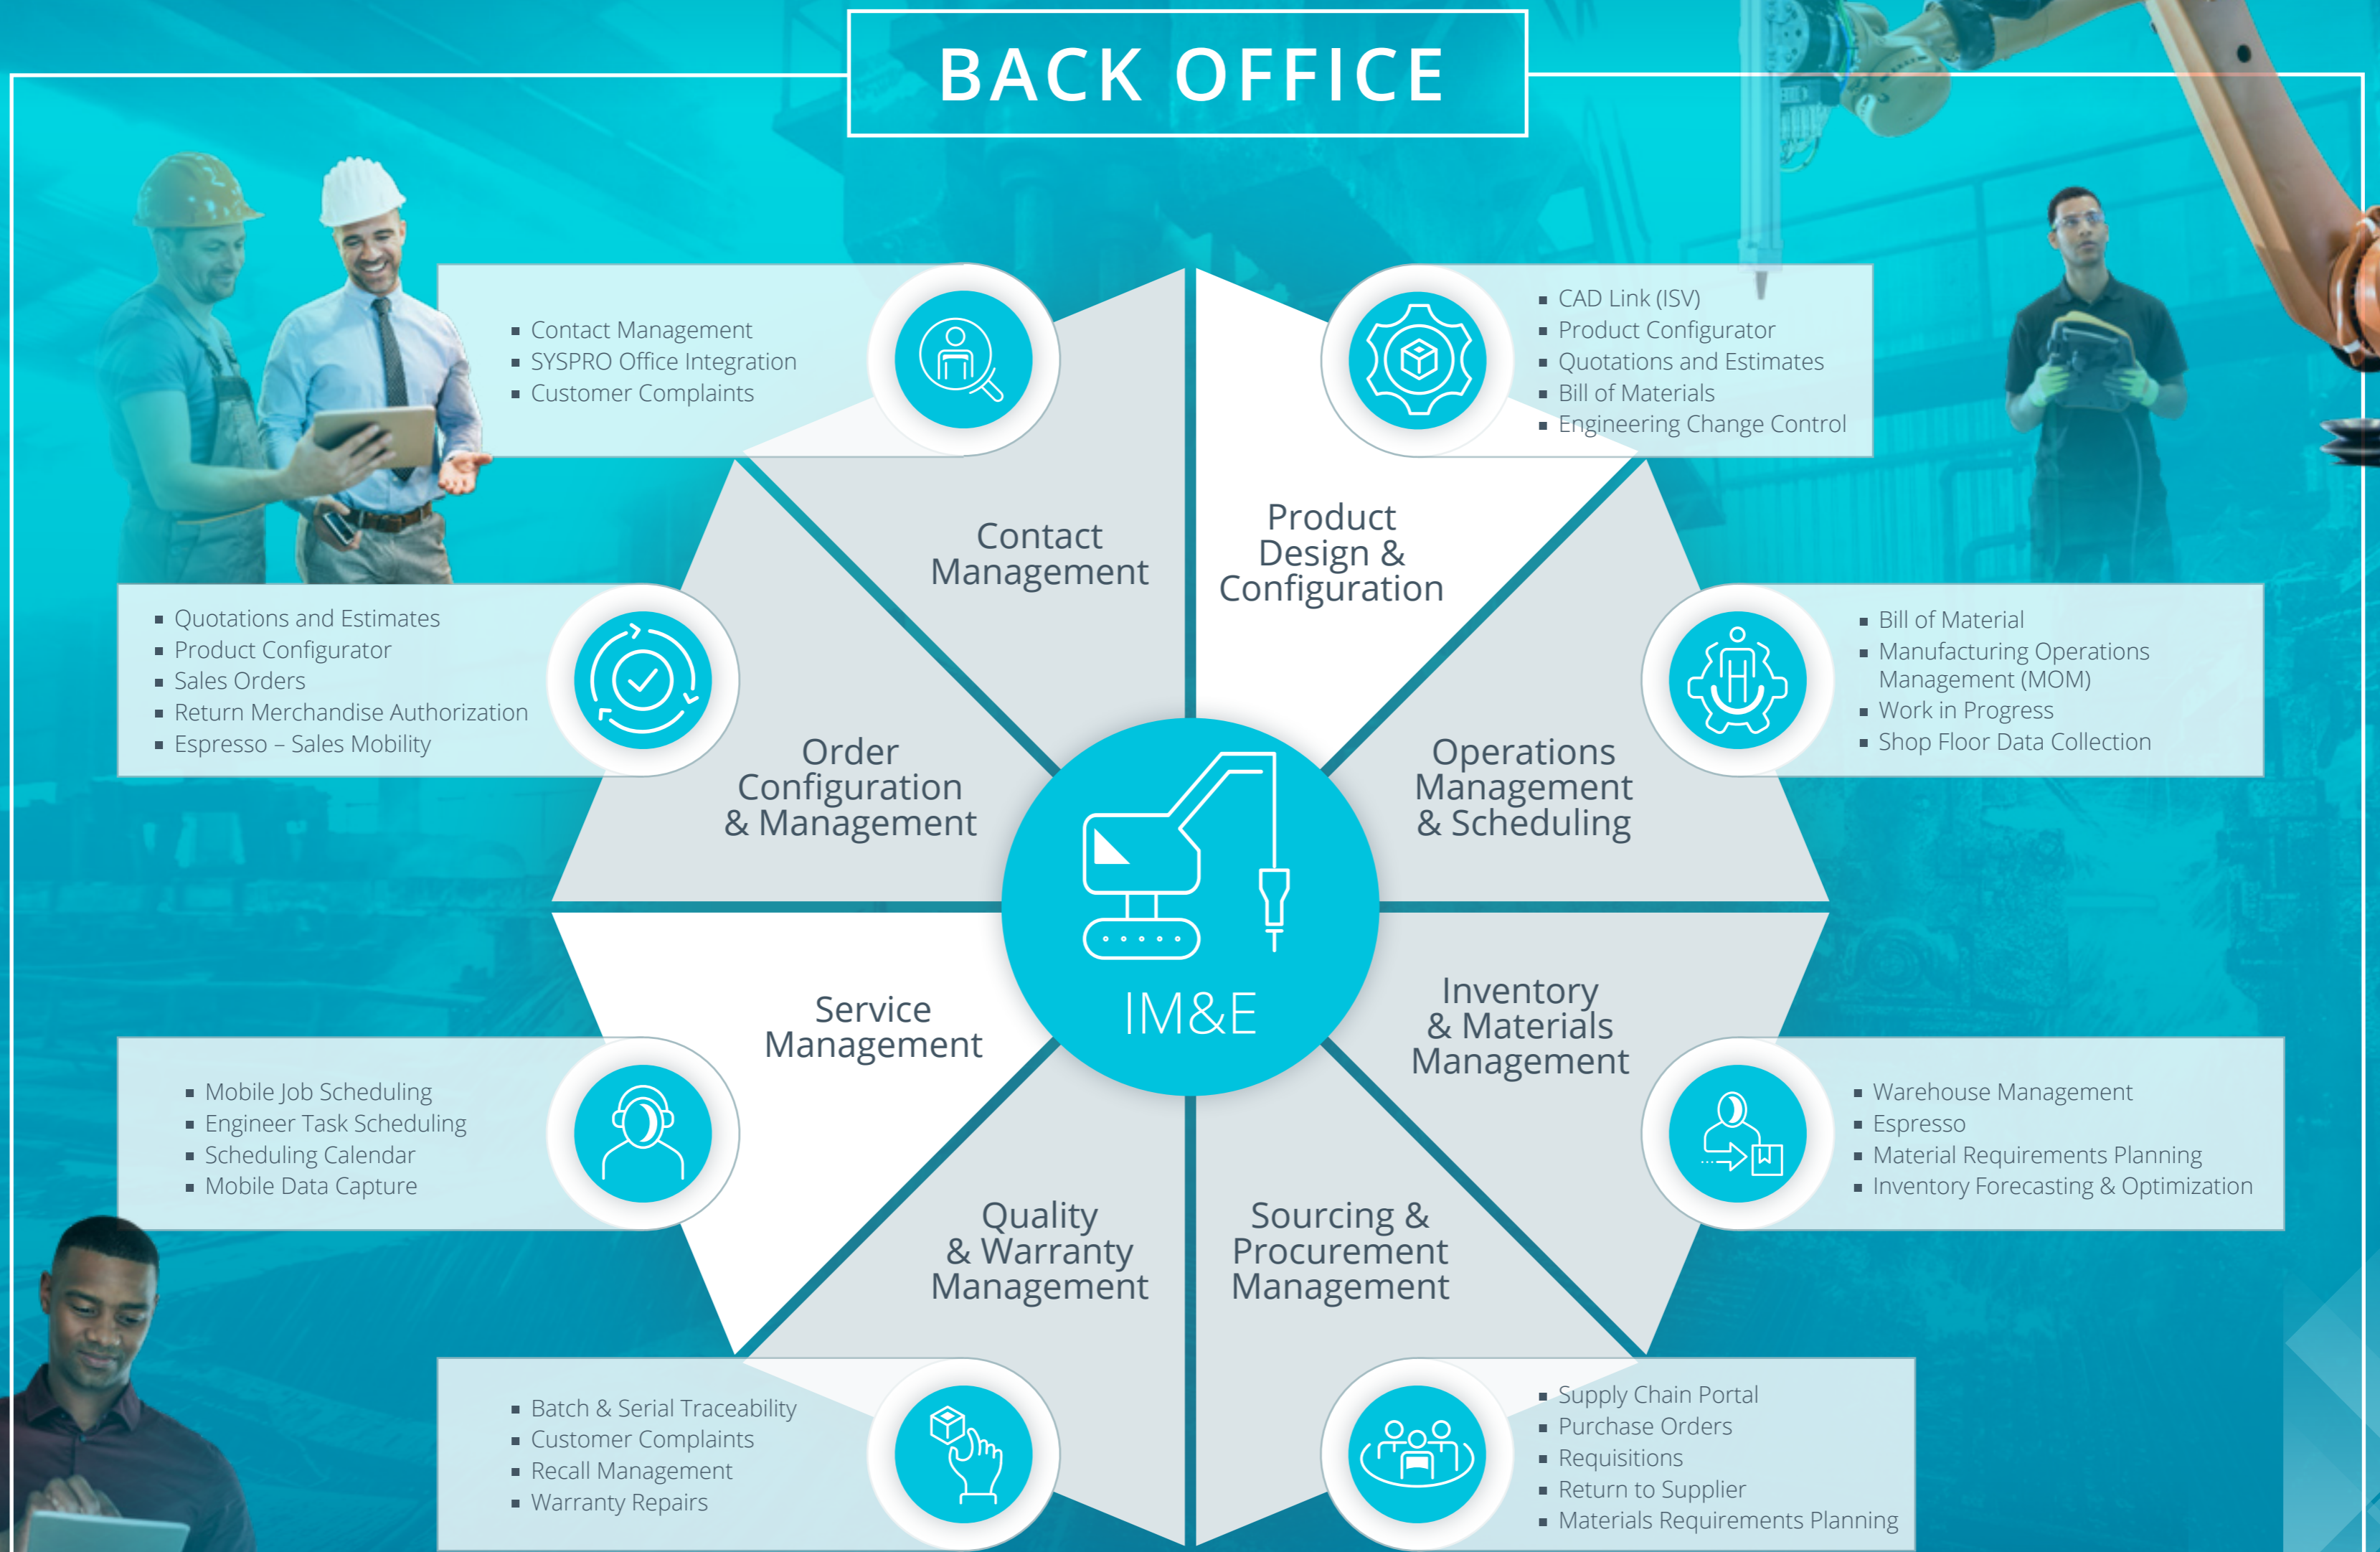 BACK OFFICE
Contact Management
SYSPRO Office Integration
Customer Complaints
CAD Link (ISV)
Product Configurator
Quotations and Estimates
Bill of Materials
Engineering Change Control
Contact
Management
Product
Design &
Configuration
Quotations and Estimates
Product Configurator
Sales Orders
Return Merchandise Authorization
Espresso – Sales Mobility
Order
Configuration
& Management
Operations
Management
& Scheduling
Bill of Material
Manufacturing Operations
Management (MOM)
Work in Progress
Shop Floor Data Collection
IM&E
Service
Management
Inventory
& Materials
Management
Mobile Job Scheduling
Engineer Task Scheduling
Scheduling Calendar
Mobile Data Capture
Warehouse Management
Espresso
Material Requirements Planning
Inventory Forecasting & Optimization
Quality
& Warranty
Management
Sourcing &
Procurement
Management
Batch & Serial Traceability
Customer Complaints
Recall Management
Warranty Repairs
Supply Chain Portal
Purchase Orders
Requisitions
Return to Supplier
Materials Requirements Planning